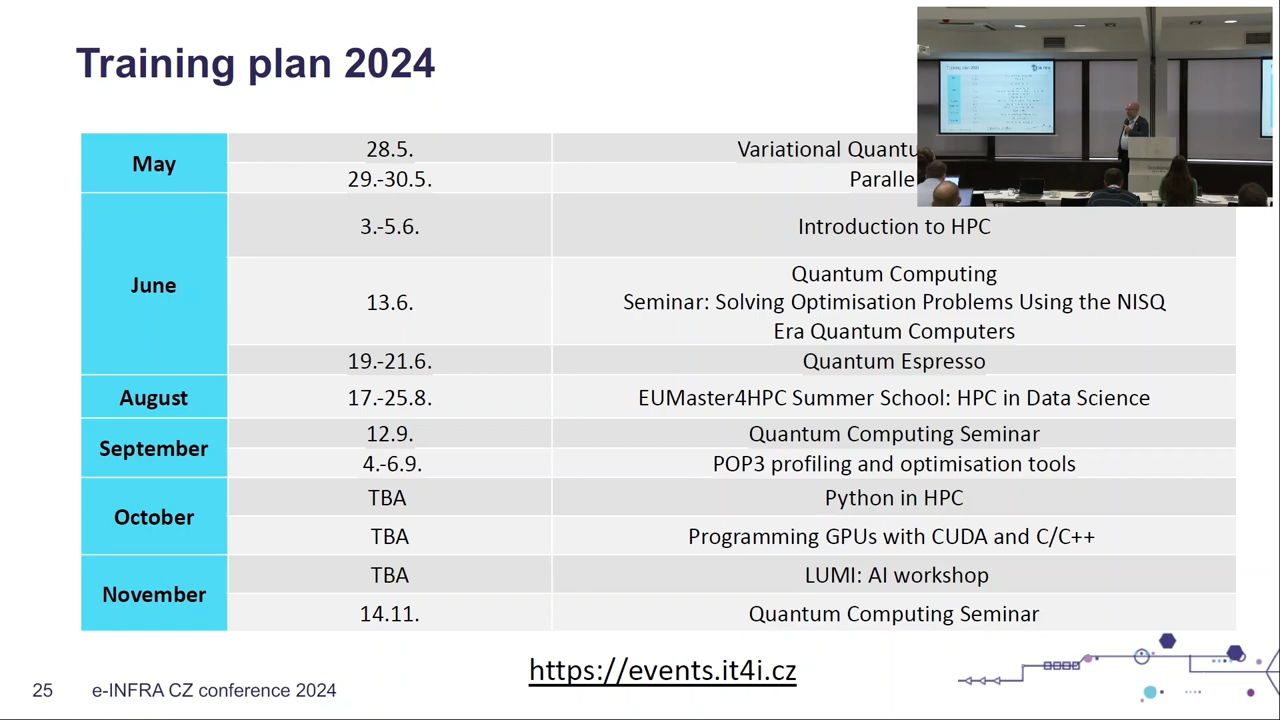 Training plan 2024
May
28.5.
Variational
29.-30.5.
June
3.-5.6.
Introduction to HPC
13.6.
Quantum Computing
Seminar: Solving Optimisation Problems Using the NISQ
Era Quantum Computers
19.-21.6.
Quantum Espresso
August
17.-25.8.
EUMaster4HPC Summer School: HPC in Data Science
September
12.9.
Quantum Computing Seminar
4.-6.9.
POP3 profiling and optimisation tools
October
TBA
Python in HPC
TBA
Programming GPUs with CUDA and C/C++
November
TBA
LUMI: AI workshop
14.11.
Quantum Computing Seminar
https://events.it4i.cz
25 e-INFRA CZ conference 2024